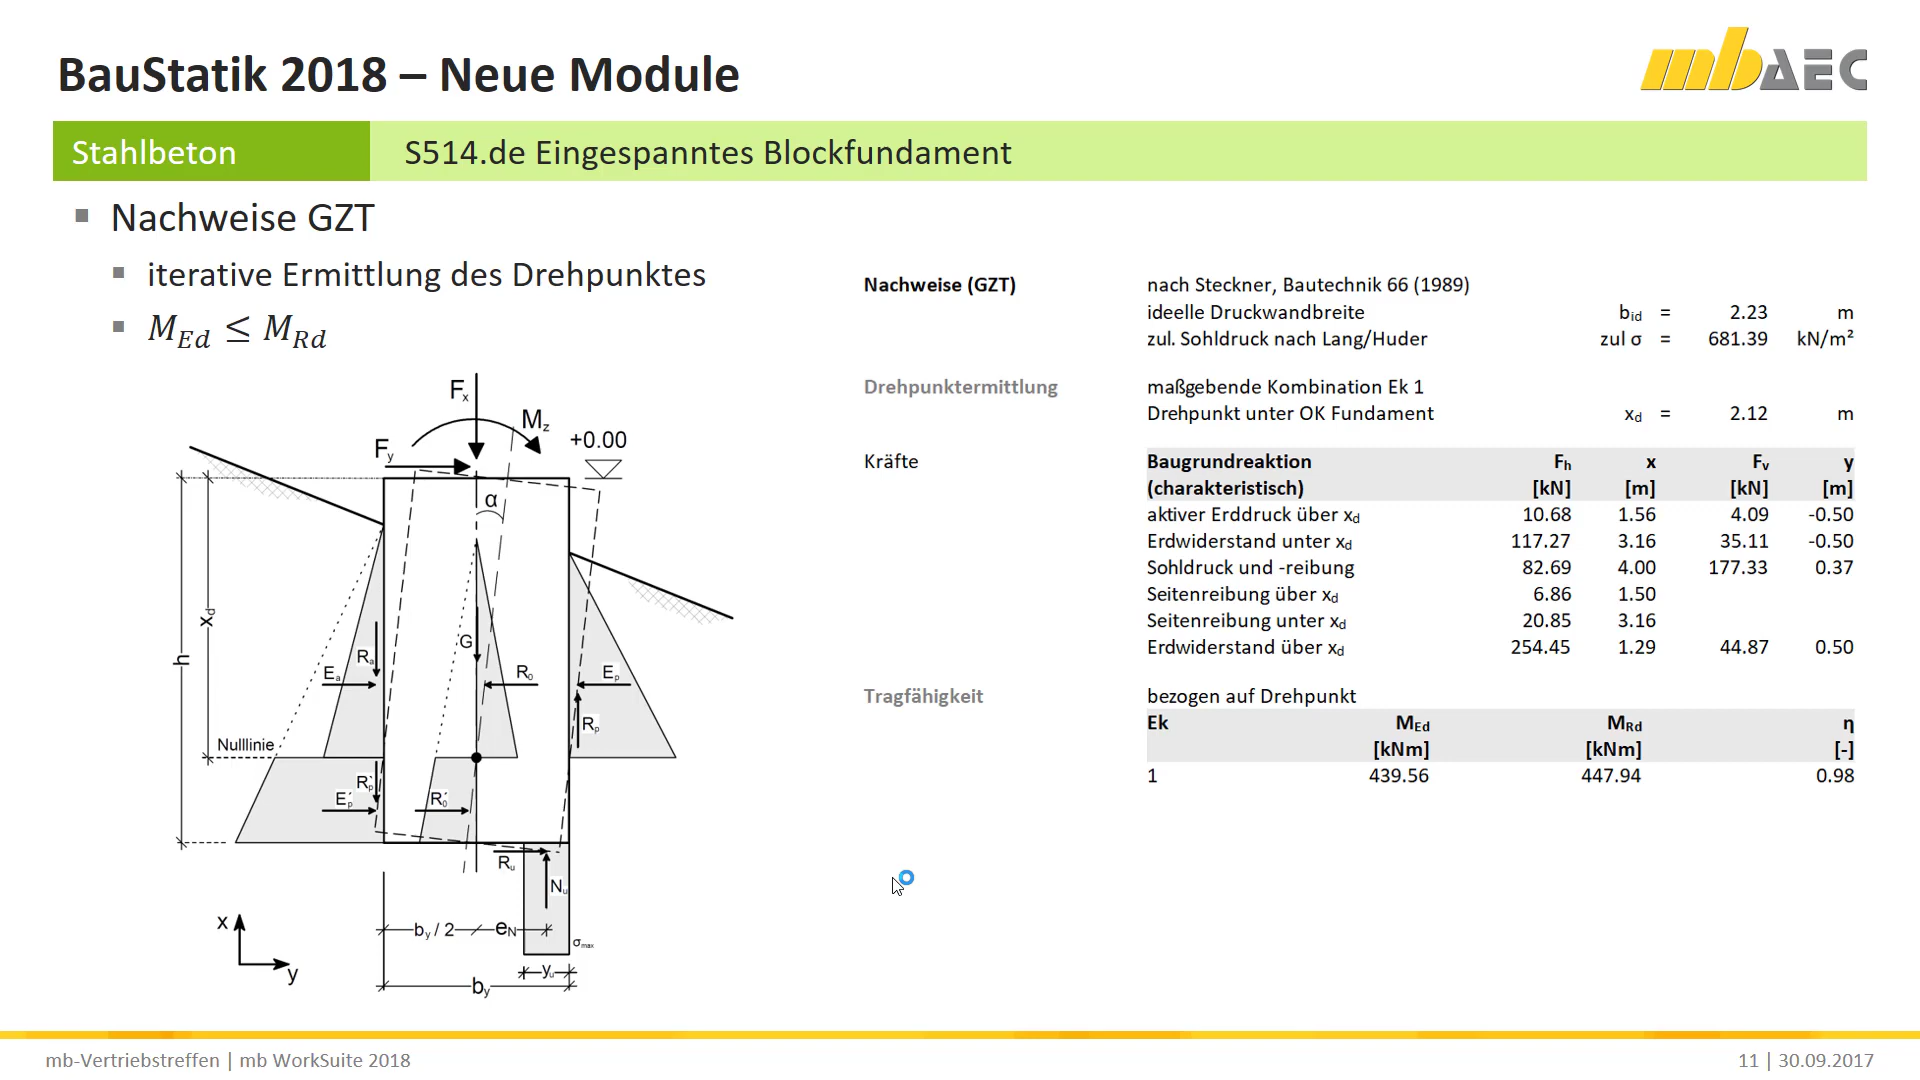 BauStatik 2018 – Neue Module
mbAEC
Stahlbeton
S514.de Eingespanntes Blockfundament
Nachweise GZT
iterative Ermittlung des Drehpunktes
M_Ed ≤ M_Rd
F_x
M_z
F_y
+0.00
α
x_d
h
G
R_a
E_a
R_0
E_p
R_p
Nulllinie
R'_p
E'_p
R'_0
R_u
N_u
x
y
b_y / 2
e_N
σ_max
y_u
b_y
Nachweise (GZT) nach Steckner, Bautechnik 66 (1989)
ideelle Druckwandbreite b_id = 2.23 m
zul. Sohldruck nach Lang/Huder zul σ = 681.39 kN/m²
Drehpunktermittlung maßgebende Kombination Ek 1
Drehpunkt unter OK Fundament x_d = 2.12 m
Kräfte Baugrundreaktion F_h x F_v y
(charakteristisch) [kN] [m] [kN] [m]
aktiver Erddruck über x_d 10.68 1.56 4.09 -0.50
Erdwiderstand unter x_d 117.27 3.16 35.11 -0.50
Sohldruck und -reibung 82.69 4.00 177.33 0.37
Seitenreibung über x_d 6.86 1.50
Seitenreibung unter x_d 20.85 3.16
Erdwiderstand über x_d 254.45 1.29 44.87 0.50
Tragfähigkeit bezogen auf Drehpunkt
Ek M_Ed M_Rd η
[kNm] [kNm] [-]
1 439.56 447.94 0.98
mb-Vertriebstreffen | mb WorkSuite 2018
11 | 30.09.2017